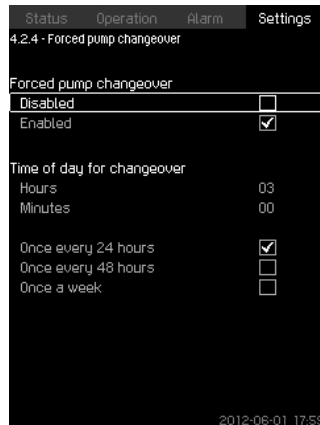 Status Operation Alarm Settings
4.2.4 - Forced pump changeover
Forced pump changeover
Disabled
Enabled
Time of day for changeover
Hours 03
Minutes 00
Once every 24 hours
Once every 48 hours
Once a week
2012-06-01 17:59